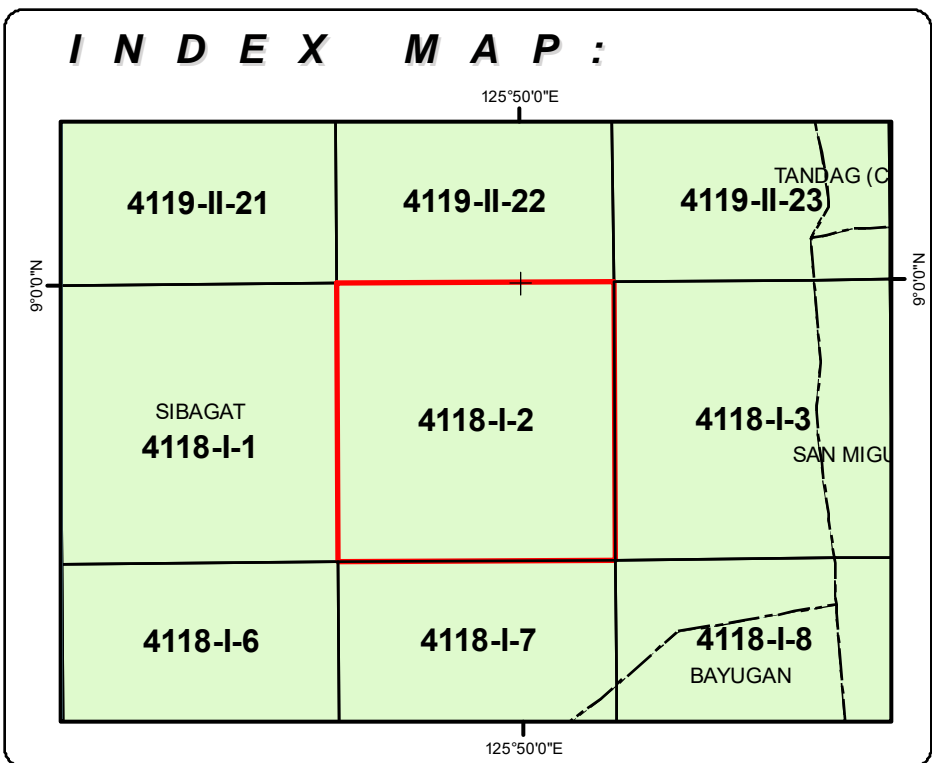 INDEX MAP:
125°50'0"E
TANDAG (C
4119-II-21 4119-II-22 4119-II-23
9°0'0"N 9°0'0"N
SIBAGAT
4118-I-1 4118-I-2 4118-I-3
SAN MIGU
4118-I-6 4118-I-7 4118-I-8
BAYUGAN
125°50'0"E